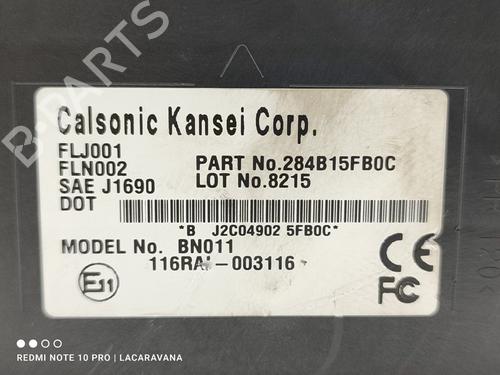 B-PARTS
Calsonic Kansei Corp.
FLJ001
FLN002 PART No.284B15FB0C
SAE J1690 LOT No.8215
DOT
*B J2C04902 5FB0C*
MODEL No. BN011
-003116
E11
CE
FC
REDMI NOTE 10 PRO | LACARAVANA